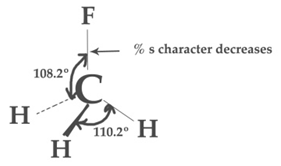 F
% s character decreases
108.2°
C
H
110.2°
H
H